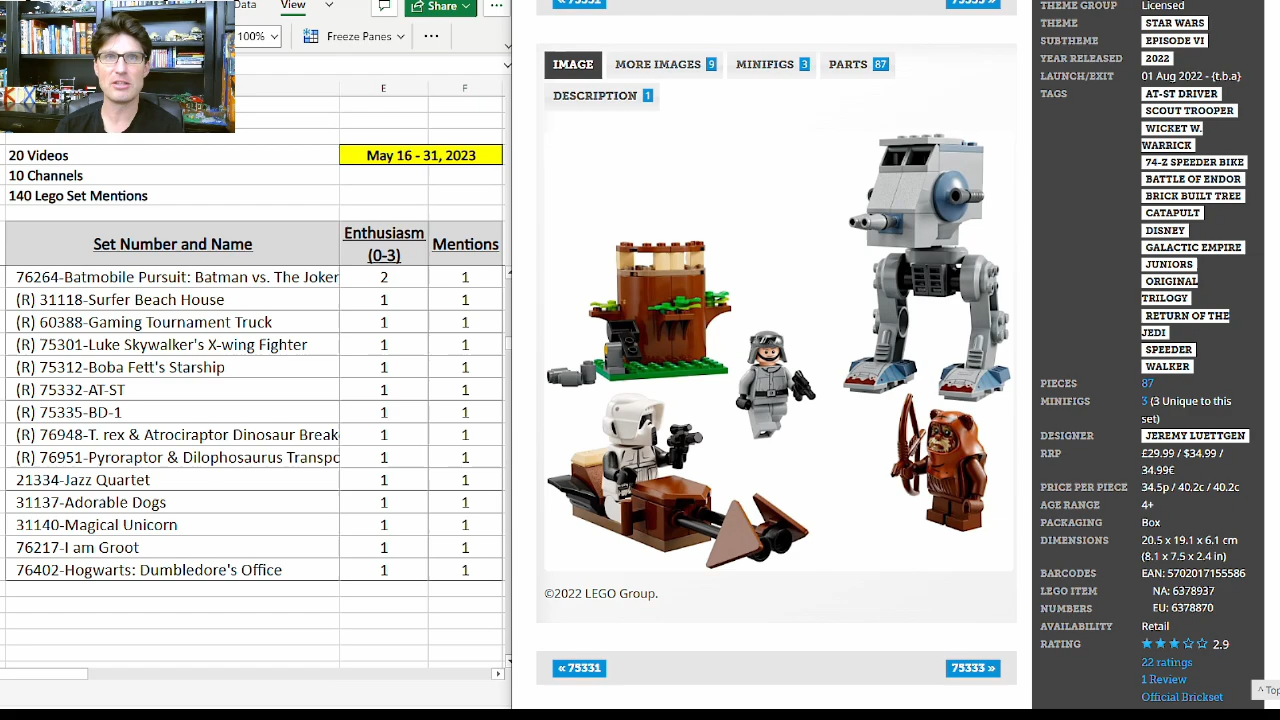 Data
View
Share
100%
Freeze Panes
E
F
20 Videos
May 16 - 31, 2023
10 Channels
140 Lego Set Mentions
Set Number and Name
Enthusiasm
(0-3)
Mentions
76264-Batmobile Pursuit: Batman vs. The Joker 2 1
(R) 31118-Surfer Beach House 1 1
(R) 60388-Gaming Tournament Truck 1 1
(R) 75301-Luke Skywalker's X-wing Fighter 1 1
(R) 75312-Boba Fett's Starship 1 1
(R) 75332-AT-ST 1 1
(R) 75335-BD-1 1 1
(R) 76948-T. rex & Atrociraptor Dinosaur Break 1 1
(R) 76951-Pyroraptor & Dilophosaurus Transpo 1 1
21334-Jazz Quartet 1 1
31137-Adorable Dogs 1 1
31140-Magical Unicorn 1 1
76217-I am Groot 1 1
76402-Hogwarts: Dumbledore's Office 1 1
« 75331
75333 »
IMAGE
MORE IMAGES 9
MINIFIGS 3
PARTS 87
DESCRIPTION 1
©2022 LEGO Group.
« 75331
75333 »
THEME GROUP Licensed
THEME STAR WARS
SUBTHEME EPISODE VI
YEAR RELEASED 2022
LAUNCH/EXIT 01 Aug 2022 - {t.b.a}
TAGS AT-ST DRIVER
SCOUT TROOPER
WICKET W.
WARRICK
74-Z SPEEDER BIKE
BATTLE OF ENDOR
BRICK BUILT TREE
CATAPULT
DISNEY
GALACTIC EMPIRE
JUNIORS
ORIGINAL
TRILOGY
RETURN OF THE
JEDI
SPEEDER
WALKER
PIECES 87
MINIFIGS 3 (3 Unique to this
set)
DESIGNER JEREMY LUETTGEN
RRP £29.99 / $34.99 /
34.99€
PRICE PER PIECE 34.5p / 40.2c / 40.2c
AGE RANGE 4+
PACKAGING Box
DIMENSIONS 20.5 x 19.1 x 6.1 cm
(8.1 x 7.5 x 2.4 in)
BARCODES EAN: 5702017155586
LEGO ITEM NA: 6378937
NUMBERS EU: 6378870
AVAILABILITY Retail
RATING 2.9
22 ratings
1 Review
Official Brickset
^ Top